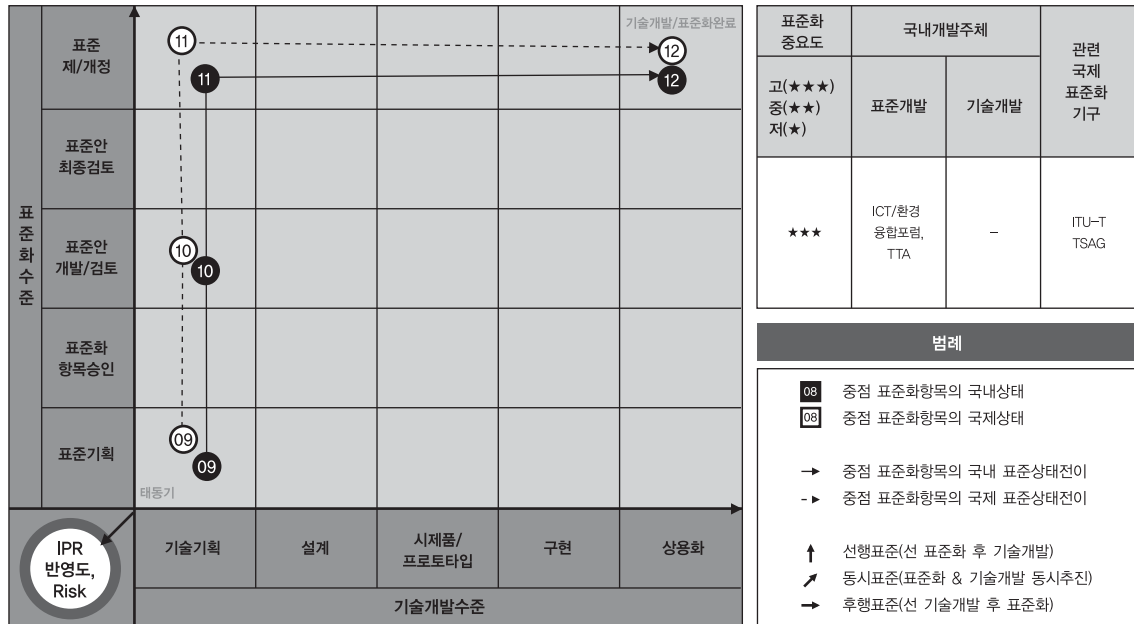 기술개발/표준화완료
표준
제/개정
11
12
11
12
표준안
최종검토
표준화수준
표준안
개발/검토
10
10
표준화
항목승인
표준기획
09
09
태동기
IPR
반영도,
Risk
기술기획
설계
시제품/
프로토타입
구현
상용화
기술개발수준
표준화
중요도
국내개발주체
관련
국제
표준화
기구
고(★★★)
중(★★)
저(★)
표준개발
기술개발
★★★
ICT/환경
융합포럼,
TTA
–
ITU-T
TSAG
범례
08 중점 표준화항목의 국내상태
08 중점 표준화항목의 국제상태
→ 중점 표준화항목의 국내 표준상태전이
-► 중점 표준화항목의 국제 표준상태전이
↑ 선행표준(선 표준화 후 기술개발)
↗ 동시표준(표준화 & 기술개발 동시추진)
→ 후행표준(선 기술개발 후 표준화)